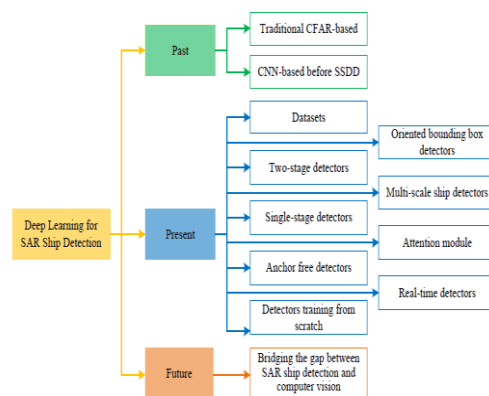 Traditional CFAR-based
Past
CNN-based before SSDD
Datasets
Oriented bounding box
detectors
Two-stage detectors
Multi-scale ship detectors
Deep Learning for
SAR Ship Detection
Present
Single-stage detectors
Attention module
Anchor free detectors
Real-time detectors
Detectors training from
scratch
Future
Bridging the gap between
SAR ship detection and
computer vision